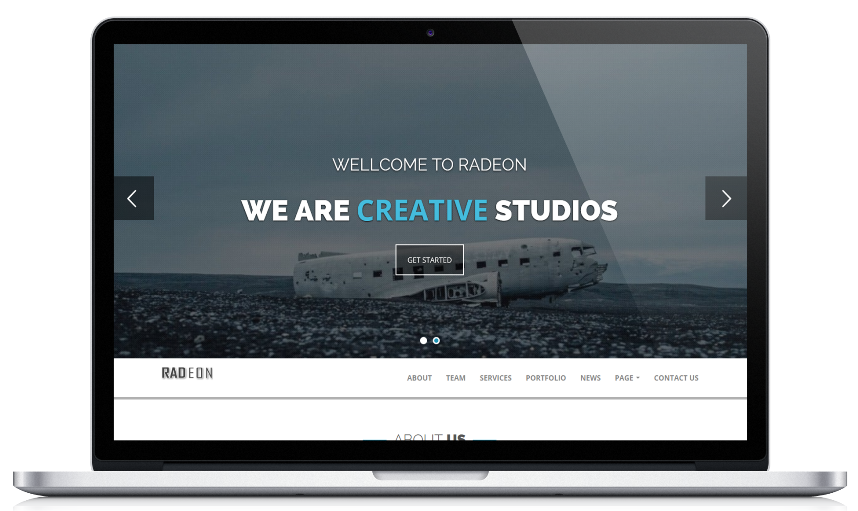 WELLCOME TO RADEON
WE ARE CREATIVE STUDIOS
GET STARTED
RADEON
ABOUT TEAM SERVICES PORTFOLIO NEWS PAGE CONTACT US
ABOUT US